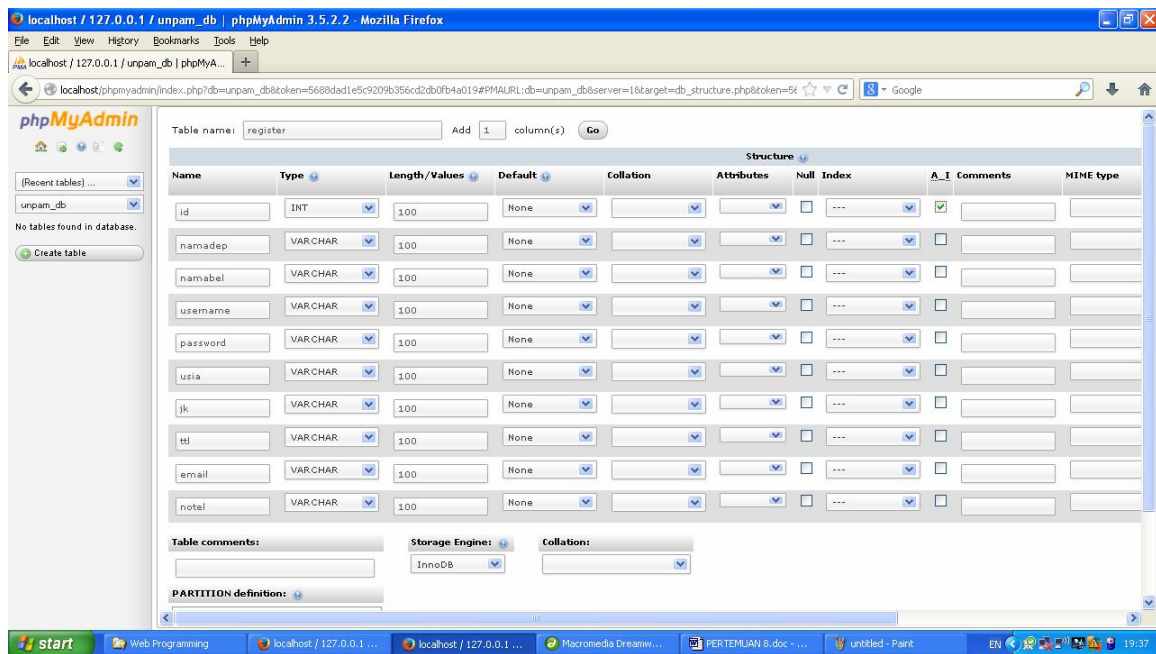 localhost / 127.0.0.1 / unpam_db | phpMyAdmin 3.5.2.2 - Mozilla Firefox
File Edit View History Bookmarks Tools Help
localhost / 127.0.0.1 / unpam_db | phpMyA... +
localhost/phpmyadmin/index.php?db=unpam_db&token=5688dad1e5c9209b356cd2db0fb4a019#PMAURL:db=unpam_db&server=1&target=db_structure.php&token=5 Google
phpMyAdmin
(Recent tables) ...
unpam_db
No tables found in database.
Create table
Table name: register Add 1 column(s) Go
Structure
Name Type Length/Values Default Collation Attributes Null Index A_I Comments MIME type
id INT 100 None ---
namadep VARCHAR 100 None ---
namabel VARCHAR 100 None ---
username VARCHAR 100 None ---
password VARCHAR 100 None ---
usia VARCHAR 100 None ---
jk VARCHAR 100 None ---
ttl VARCHAR 100 None ---
email VARCHAR 100 None ---
notel VARCHAR 100 None ---
Table comments: Storage Engine: Collation:
InnoDB
PARTITION definition:
start Web Programming localhost / 127.0.0.1 ... localhost / 127.0.0.1 ... Macromedia Dreamw... PERTEMUAN 8.doc - ... untitled - Paint EN 19:37